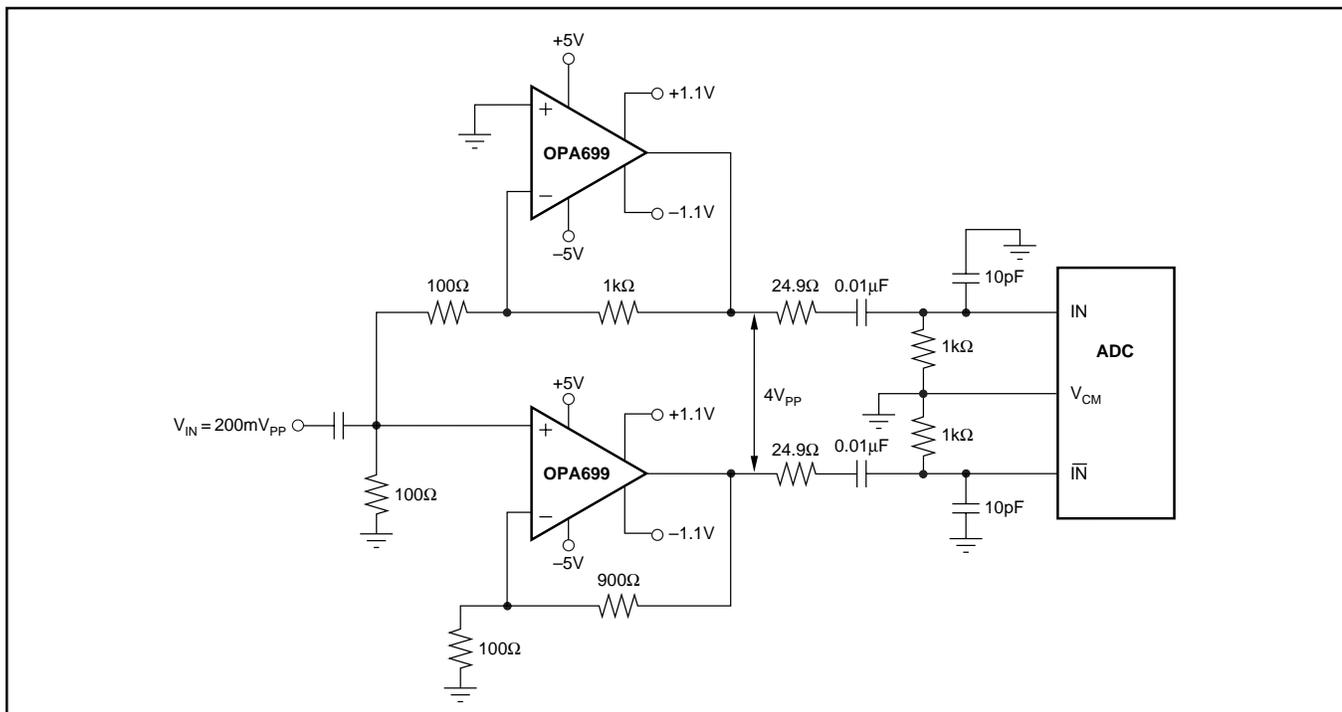 +5V
+1.1V
+
OPA699
−
−1.1V
−5V
100Ω
1kΩ
24.9Ω
0.01µF
10pF
IN
1kΩ
ADC
V_CM
4V_PP
1kΩ
24.9Ω
0.01µF
IN̅
10pF
V_IN = 200mV_PP
100Ω
+5V
+1.1V
+
OPA699
−
−1.1V
−5V
900Ω
100Ω